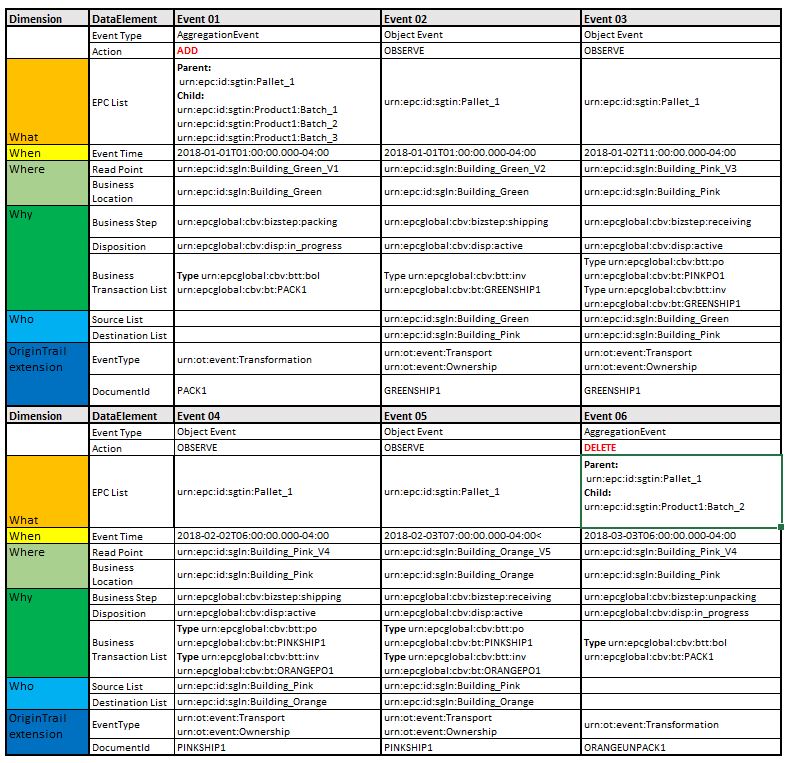 Dimension DataElement Event 01 Event 02 Event 03
Event Type AggregationEvent Object Event Object Event
Action ADD OBSERVE OBSERVE
What EPC List
Parent:
urn:epc:id:sgtin:Pallet_1
Child:
urn:epc:id:sgtin:Product1:Batch_1
urn:epc:id:sgtin:Product1:Batch_2
urn:epc:id:sgtin:Product1:Batch_3
urn:epc:id:sgtin:Pallet_1
urn:epc:id:sgtin:Pallet_1
When Event Time 2018-01-01T01:00:00.000-04:00 2018-01-01T01:00:00.000-04:00 2018-01-02T11:00:00.000-04:00
Where Read Point urn:epc:id:sgln:Building_Green_V1 urn:epc:id:sgln:Building_Green_V2 urn:epc:id:sgln:Building_Pink_V3
Business
Location
urn:epc:id:sgln:Building_Green urn:epc:id:sgln:Building_Green urn:epc:id:sgln:Building_Pink
Why Business Step urn:epcglobal:cbv:bizstep:packing urn:epcglobal:cbv:bizstep:shipping urn:epcglobal:cbv:bizstep:receiving
Disposition urn:epcglobal:cbv:disp:in_progress urn:epcglobal:cbv:disp:active urn:epcglobal:cbv:disp:active
Business
Transaction List
Type urn:epcglobal:cbv:btt:bol
urn:epcglobal:cbv:bt:PACK1
Type urn:epcglobal:cbv:btt:inv
urn:epcglobal:cbv:bt:GREENSHIP1
Type urn:epcglobal:cbv:btt:po
urn:epcglobal:cbv:bt:PINKPO1
Type urn:epcglobal:cbv:btt:inv
urn:epcglobal:cbv:bt:GREENSHIP1
Who Source List urn:epc:id:sgln:Building_Green urn:epc:id:sgln:Building_Green
Destination List urn:epc:id:sgln:Building_Pink urn:epc:id:sgln:Building_Pink
OriginTrail
extension
EventType
urn:ot:event:Transformation
urn:ot:event:Transport
urn:ot:event:Ownership
urn:ot:event:Transport
urn:ot:event:Ownership
DocumentId PACK1 GREENSHIP1 GREENSHIP1
Dimension DataElement Event 04 Event 05 Event 06
Event Type Object Event Object Event AggregationEvent
Action OBSERVE OBSERVE DELETE
What EPC List
urn:epc:id:sgtin:Pallet_1
urn:epc:id:sgtin:Pallet_1
Parent:
urn:epc:id:sgtin:Pallet_1
Child:
urn:epc:id:sgtin:Product1:Batch_2
When Event Time 2018-02-02T06:00:00.000-04:00 2018-02-03T07:00:00.000-04:00< 2018-03-03T06:00:00.000-04:00
Where Read Point urn:epc:id:sgln:Building_Pink_V4 urn:epc:id:sgln:Building_Orange_V5 urn:epc:id:sgln:Building_Pink_V4
Business
Location
urn:epc:id:sgln:Building_Pink urn:epc:id:sgln:Building_Orange urn:epc:id:sgln:Building_Pink
Why Business Step urn:epcglobal:cbv:bizstep:shipping urn:epcglobal:cbv:bizstep:receiving urn:epcglobal:cbv:bizstep:unpacking
Disposition urn:epcglobal:cbv:disp:active urn:epcglobal:cbv:disp:active urn:epcglobal:cbv:disp:in_progress
Business
Transaction List
Type urn:epcglobal:cbv:btt:po
urn:epcglobal:cbv:bt:PINKSHIP1
Type urn:epcglobal:cbv:btt:inv
urn:epcglobal:cbv:bt:ORANGEPO1
Type urn:epcglobal:cbv:btt:po
urn:epcglobal:cbv:bt:PINKSHIP1
Type urn:epcglobal:cbv:btt:inv
urn:epcglobal:cbv:bt:ORANGEPO1
Type urn:epcglobal:cbv:btt:bol
urn:epcglobal:cbv:bt:PACK1
Who Source List urn:epc:id:sgln:Building_Pink urn:epc:id:sgln:Building_Pink
Destination List urn:epc:id:sgln:Building_Orange urn:epc:id:sgln:Building_Orange
OriginTrail
extension
EventType
urn:ot:event:Transport
urn:ot:event:Ownership
urn:ot:event:Transport
urn:ot:event:Ownership
urn:ot:event:Transformation
DocumentId PINKSHIP1 PINKSHIP1 ORANGEUNPACK1